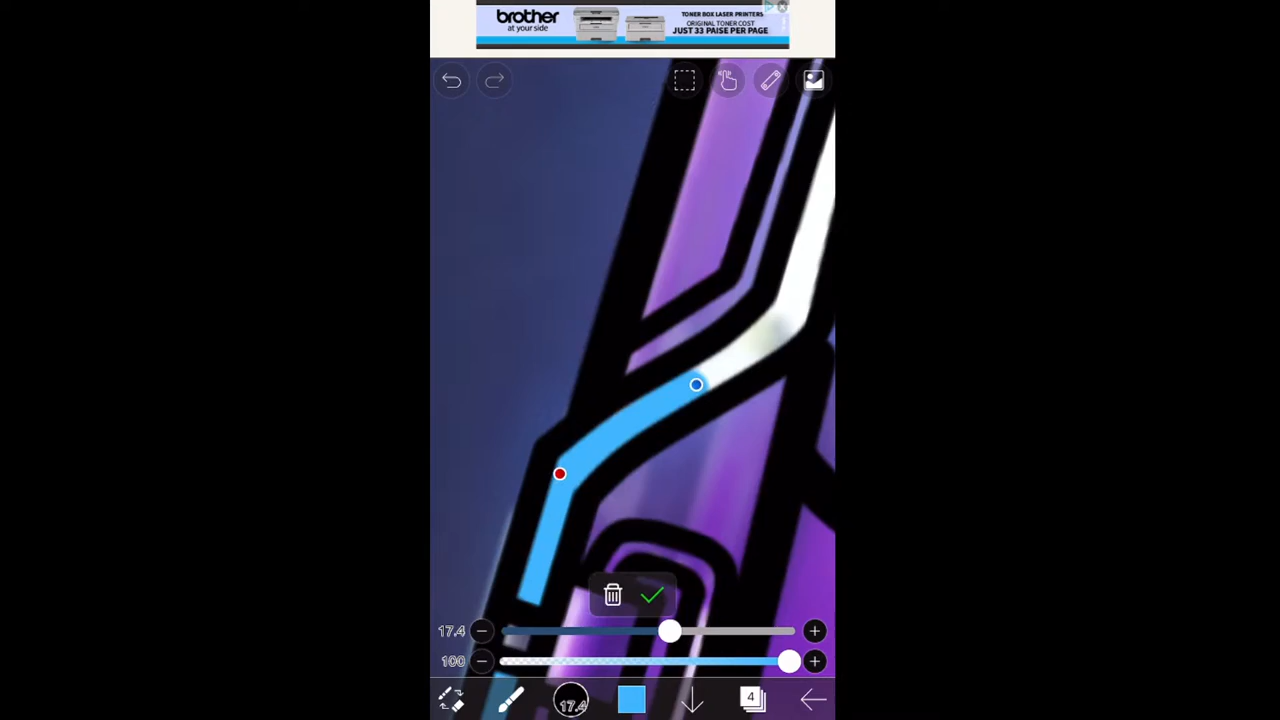 brother
at your side
TONER BOX LASER PRINTERS
ORIGINAL TONER COST
JUST 33 PAISE PER PAGE
17.4
100
17.4
4